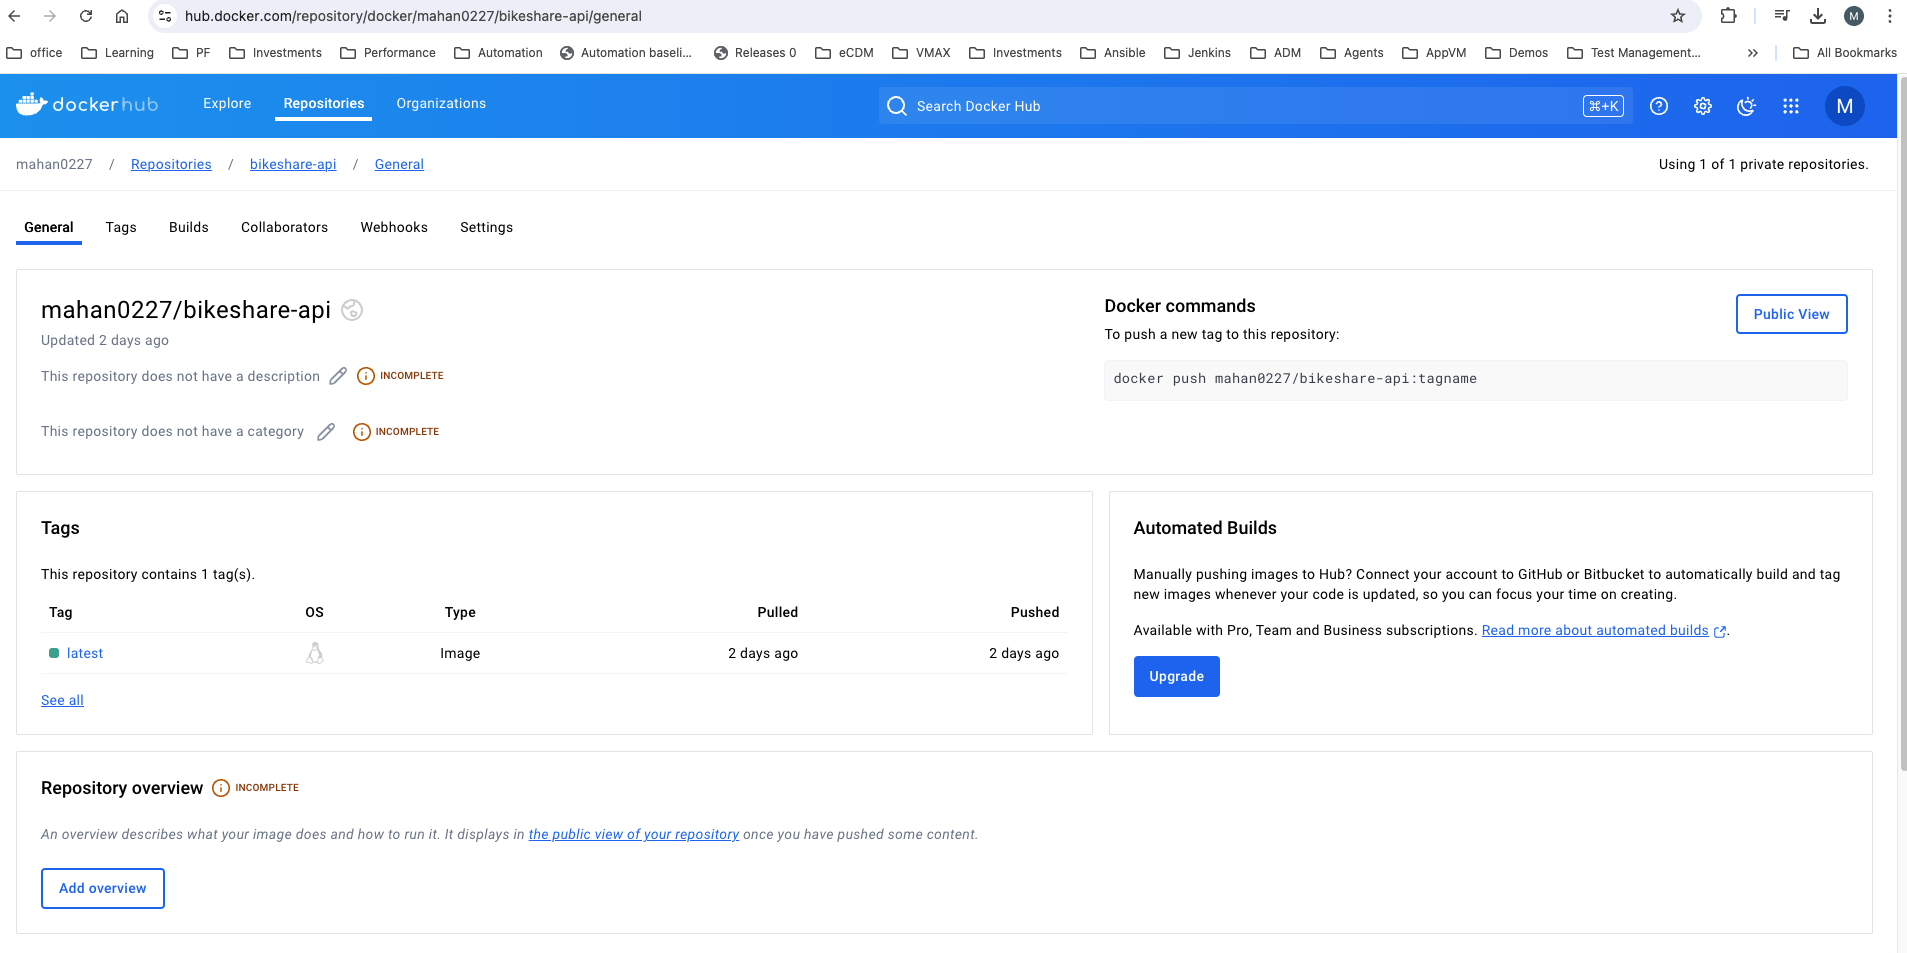 hub.docker.com/repository/docker/mahan0227/bikeshare-api/general
M
office Learning PF Investments Performance Automation Automation baseli... Releases 0 eCDM VMAX Investments Ansible Jenkins ADM Agents AppVM Demos Test Management... » All Bookmarks
dockerhub Explore Repositories Organizations Search Docker Hub ⌘+K M
mahan0227 / Repositories / bikeshare-api / General Using 1 of 1 private repositories.
General Tags Builds Collaborators Webhooks Settings
mahan0227/bikeshare-api
Updated 2 days ago
This repository does not have a description INCOMPLETE
This repository does not have a category INCOMPLETE
Docker commands
To push a new tag to this repository:
Public View
docker push mahan0227/bikeshare-api:tagname
Tags
This repository contains 1 tag(s).
Tag OS Type Pulled Pushed
latest Image 2 days ago 2 days ago
See all
Automated Builds
Manually pushing images to Hub? Connect your account to GitHub or Bitbucket to automatically build and tag
new images whenever your code is updated, so you can focus your time on creating.
Available with Pro, Team and Business subscriptions. Read more about automated builds .
Upgrade
Repository overview INCOMPLETE
An overview describes what your image does and how to run it. It displays in the public view of your repository once you have pushed some content.
Add overview